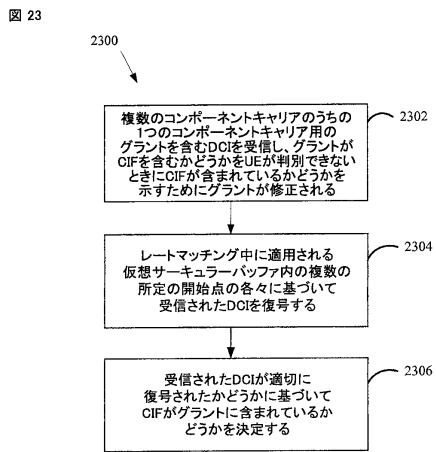 図 23
2300
複数のコンポーネントキャリアのうちの
1つのコンポーネントキャリア用の
グラントを含むDCIを受信し、グラントが
CIFを含むかどうかをUEが判別できない
ときにCIFが含まれているかどうかを
示すためにグラントが修正される
2302
レートマッチング中に適用される
仮想サーキュラーバッファ内の複数の
所定の開始点の各々に基づいて
受信されたDCIを復号する
2304
受信されたDCIが適切に
復号されたかどうかに基づいて
CIFがグラントに含まれているか
どうかを決定する
2306